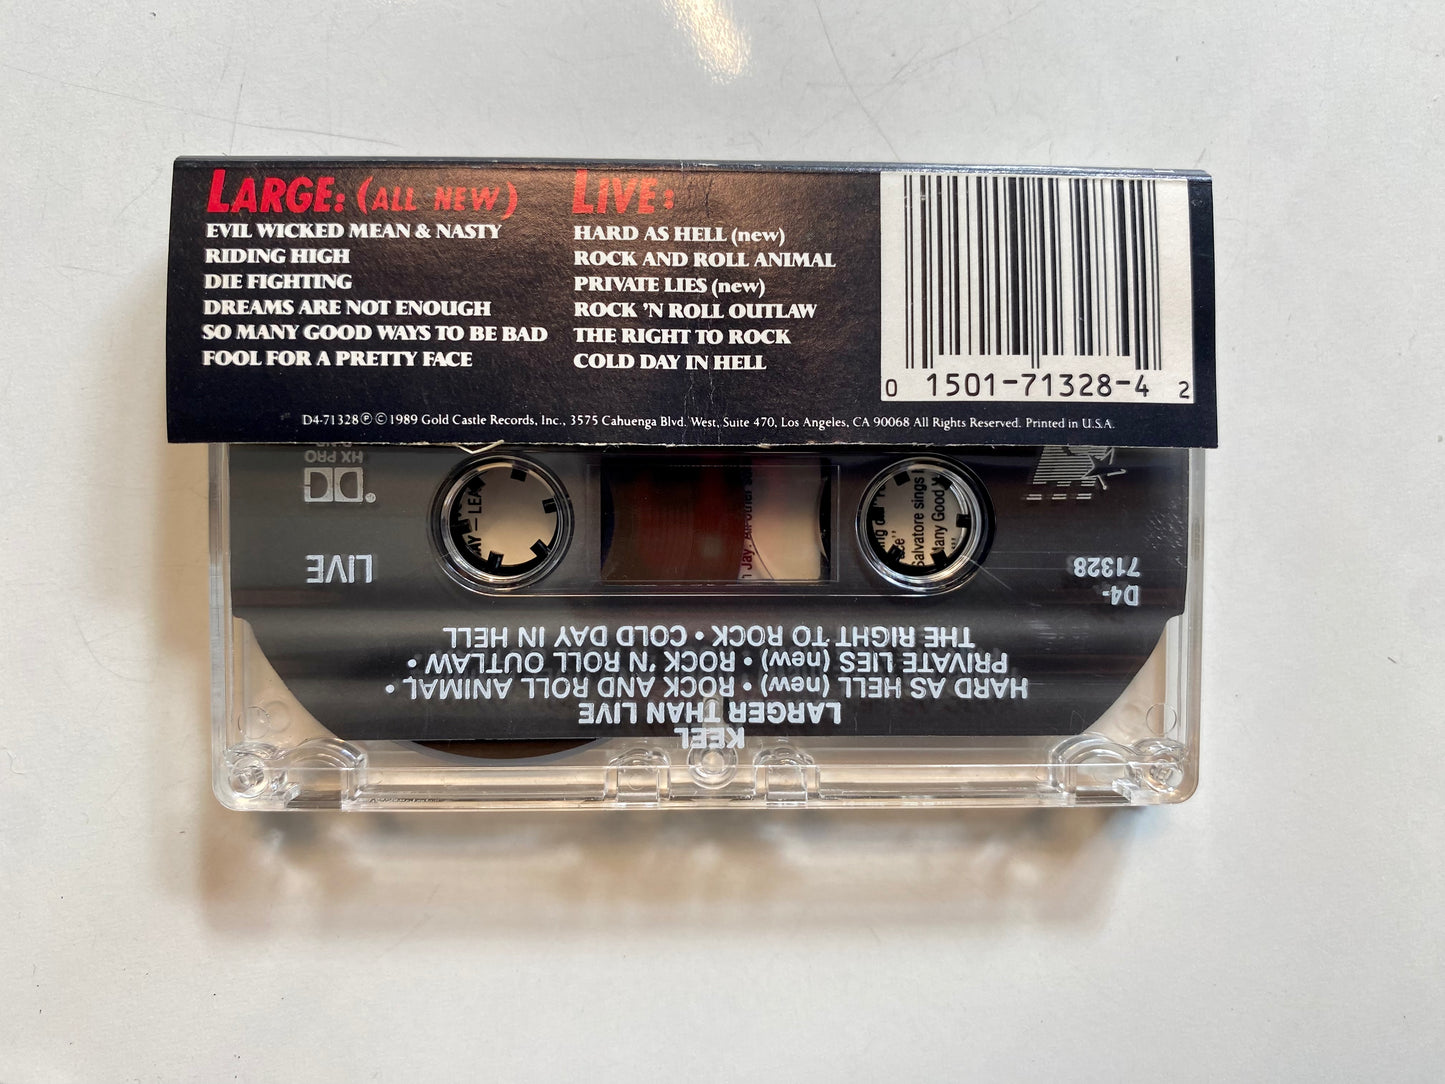 LARGE: (ALL NEW)
EVIL WICKED MEAN & NASTY
RIDING HIGH
DIE FIGHTING
DREAMS ARE NOT ENOUGH
SO MANY GOOD WAYS TO BE BAD
FOOL FOR A PRETTY FACE
LIVE:
HARD AS HELL (new)
ROCK AND ROLL ANIMAL
PRIVATE LIES (new)
ROCK 'N ROLL OUTLAW
THE RIGHT TO ROCK
COLD DAY IN HELL
0 1501-71328-4 2
D4-71328 ℗ © 1989 Gold Castle Records, Inc., 3575 Cahuenga Blvd. West, Suite 470, Los Angeles, CA 90068 All Rights Reserved. Printed in U.S.A.
KEEL
LARGER THAN LIVE
HARD AS HELL (new) • ROCK AND ROLL ANIMAL •
PRIVATE LIES (new) • ROCK 'N ROLL OUTLAW •
THE RIGHT TO ROCK • COLD DAY IN HELL
D4-
71328
LIVE
HX PRO
Salvatore sings
Many Good